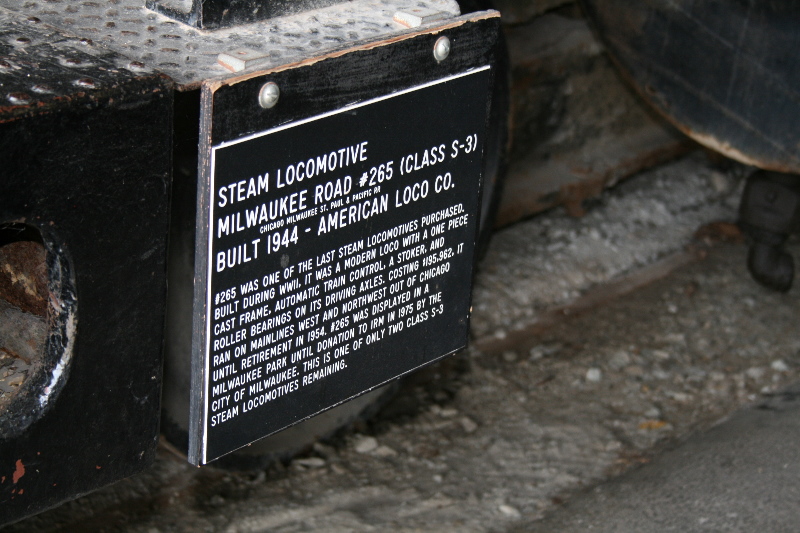 STEAM LOCOMOTIVE
MILWAUKEE ROAD #265 (CLASS S-3)
CHICAGO MILWAUKEE ST. PAUL & PACIFIC RR
BUILT 1944 - AMERICAN LOCO CO.
#265 WAS ONE OF THE LAST STEAM LOCOMOTIVES PURCHASED.
BUILT DURING WWII, IT WAS A MODERN LOCO WITH A ONE PIECE
CAST FRAME, AUTOMATIC TRAIN CONTROL, A STOKER, AND
ROLLER BEARINGS ON ITS DRIVING AXLES. COSTING $195,962, IT
RAN ON MAINLINES WEST AND NORTHWEST OUT OF CHICAGO
UNTIL RETIREMENT IN 1954. #265 WAS DISPLAYED IN A
MILWAUKEE PARK UNTIL DONATION TO IRM IN 1975 BY THE
CITY OF MILWAUKEE. THIS IS ONE OF ONLY TWO CLASS S-3
STEAM LOCOMOTIVES REMAINING.